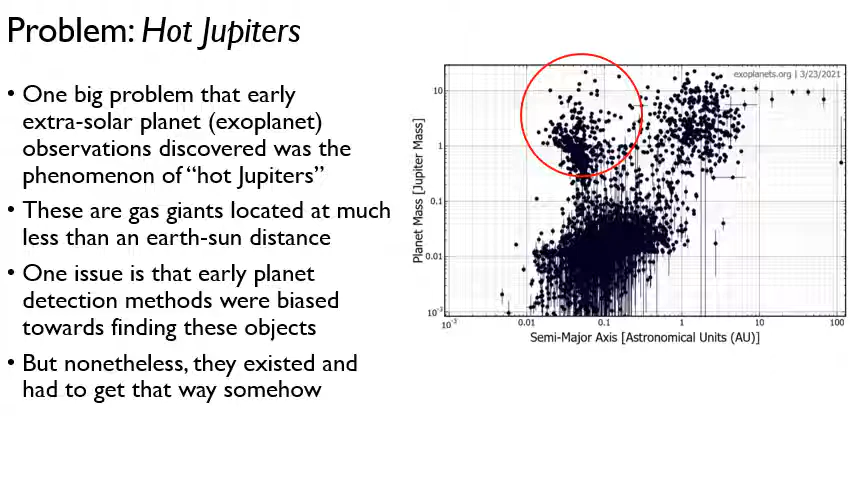 Problem: Hot Jupiters
• One big problem that early
extra-solar planet (exoplanet)
observations discovered was the
phenomenon of “hot Jupiters”
• These are gas giants located at much
less than an earth-sun distance
• One issue is that early planet
detection methods were biased
towards finding these objects
• But nonetheless, they existed and
had to get that way somehow
exoplanets.org | 3/23/2021
Planet Mass [Jupiter Mass]
10
1
0.1
0.01
10⁻³
10⁻³ 0.01 0.1 1 10 100
Semi-Major Axis [Astronomical Units (AU)]